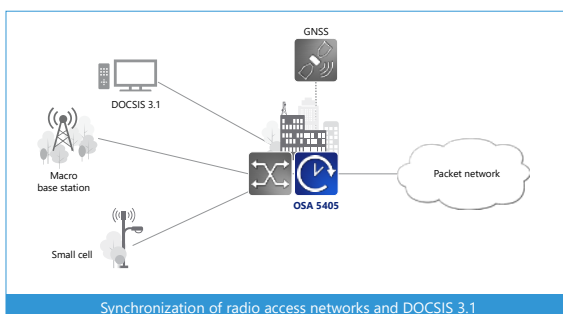 GNSS
DOCSIS 3.1
Macro
base station
Packet network
OSA 5405
Small cell
Synchronization of radio access networks and DOCSIS 3.1